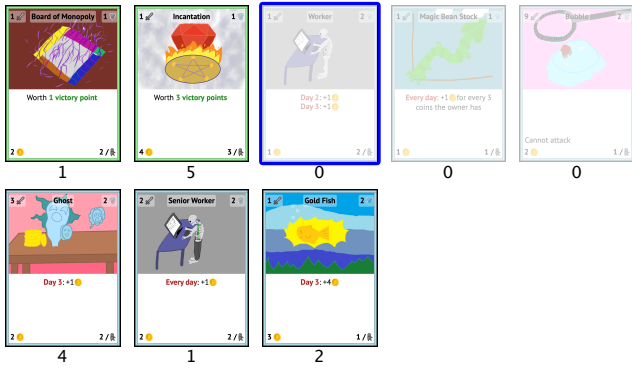 1 Board of Monopoly 1
Worth 1 victory point
2 2 /
1
1 Incantation 1
Worth 3 victory points
4 3 /
5
1 Worker 2
Day 2: +1
Day 3: +1
1 2 /
0
1 Magic Bean Stock 1
Every day: +1 for every 3
coins the owner has
1 1 /
0
9 Bubble 2
Cannot attack
2 1 /
0
3 Ghost 2
Day 3: +1
2 2 /
4
2 Senior Worker 2
Every day: +1
2 2 /
1
1 Gold Fish 2
Day 3: +4
3 1 /
2